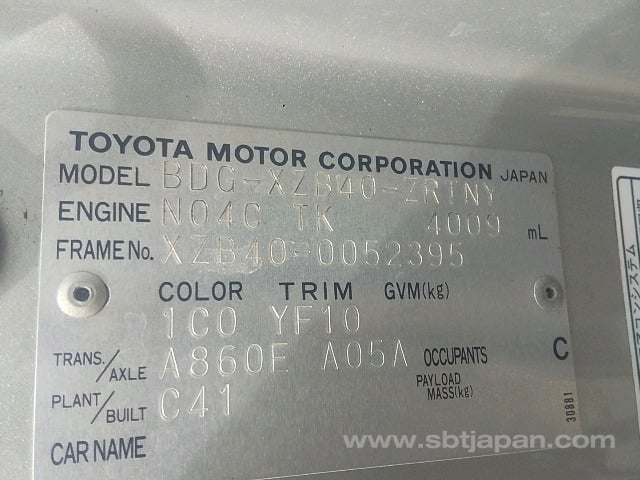 TOYOTA MOTOR CORPORATION JAPAN
MODEL BDG-XZB40-ZRTNY
ENGINE N04C TK 4009 mL
FRAME No. XZB40-0052395
COLOR TRIM GVM(kg)
1C0 YF10
TRANS./AXLE A860E A05A OCCUPANTS C
PLANT/BUILT C41 PAYLOAD MASS(kg)
CAR NAME
30881
www.sbtjapan.com